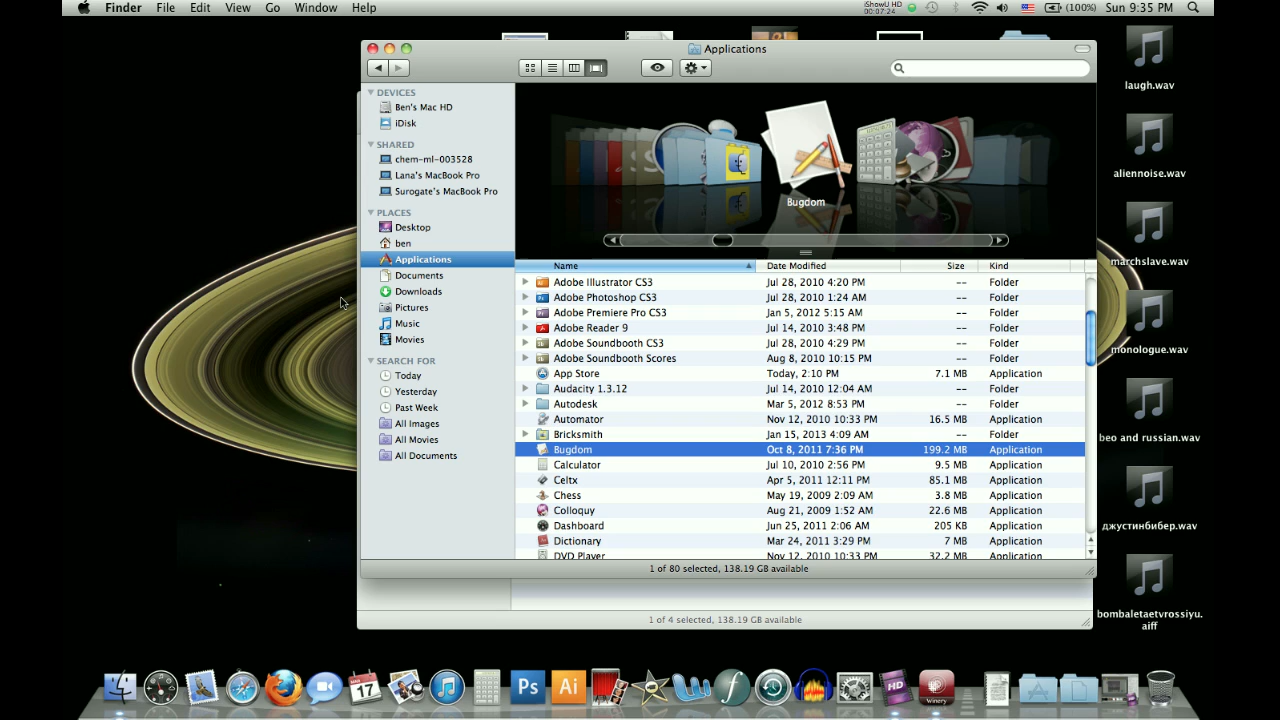 Finder File Edit View Go Window Help
iShowU HD
00:07:24
(100%) Sun 9:35 PM
Applications
DEVICES
Ben's Mac HD
iDisk
SHARED
chem-ml-003528
Lana's MacBook Pro
Surogate's MacBook Pro
PLACES
Desktop
ben
Applications
Documents
Downloads
Pictures
Music
Movies
SEARCH FOR
Today
Yesterday
Past Week
All Images
All Movies
All Documents
Bugdom
Name Date Modified Size Kind
Adobe Illustrator CS3 Jul 28, 2010 4:20 PM -- Folder
Adobe Photoshop CS3 Jul 28, 2010 1:24 AM -- Folder
Adobe Premiere Pro CS3 Jan 5, 2012 5:15 AM -- Folder
Adobe Reader 9 Jul 14, 2010 3:48 PM -- Folder
Adobe Soundbooth CS3 Jul 28, 2010 4:29 PM -- Folder
Adobe Soundbooth Scores Aug 8, 2010 10:15 PM -- Folder
App Store Today, 2:10 PM 7.1 MB Application
Audacity 1.3.12 Jul 14, 2010 12:04 AM -- Folder
Autodesk Mar 5, 2012 8:53 PM -- Folder
Automator Nov 12, 2010 10:33 PM 16.5 MB Application
Bricksmith Jan 15, 2013 4:09 AM -- Folder
Bugdom Oct 8, 2011 7:36 PM 199.2 MB Application
Calculator Jul 10, 2010 2:56 PM 9.5 MB Application
Celtx Apr 5, 2011 12:11 PM 85.1 MB Application
Chess May 19, 2009 2:09 AM 3.8 MB Application
Colloquy Aug 21, 2009 1:52 AM 22.6 MB Application
Dashboard Jun 25, 2011 2:06 AM 205 KB Application
Dictionary Mar 24, 2011 3:29 PM 7 MB Application
DVD Player Nov 12, 2010 10:33 PM 32.2 MB Application
1 of 80 selected, 138.19 GB available
1 of 4 selected, 138.19 GB available
laugh.wav
aliennoise.wav
marchslave.wav
monologue.wav
beo and russian.wav
джустинбибер.wav
bombaletaetvrossiyu.
aiff
17
Ps
Ai
HD
Winery